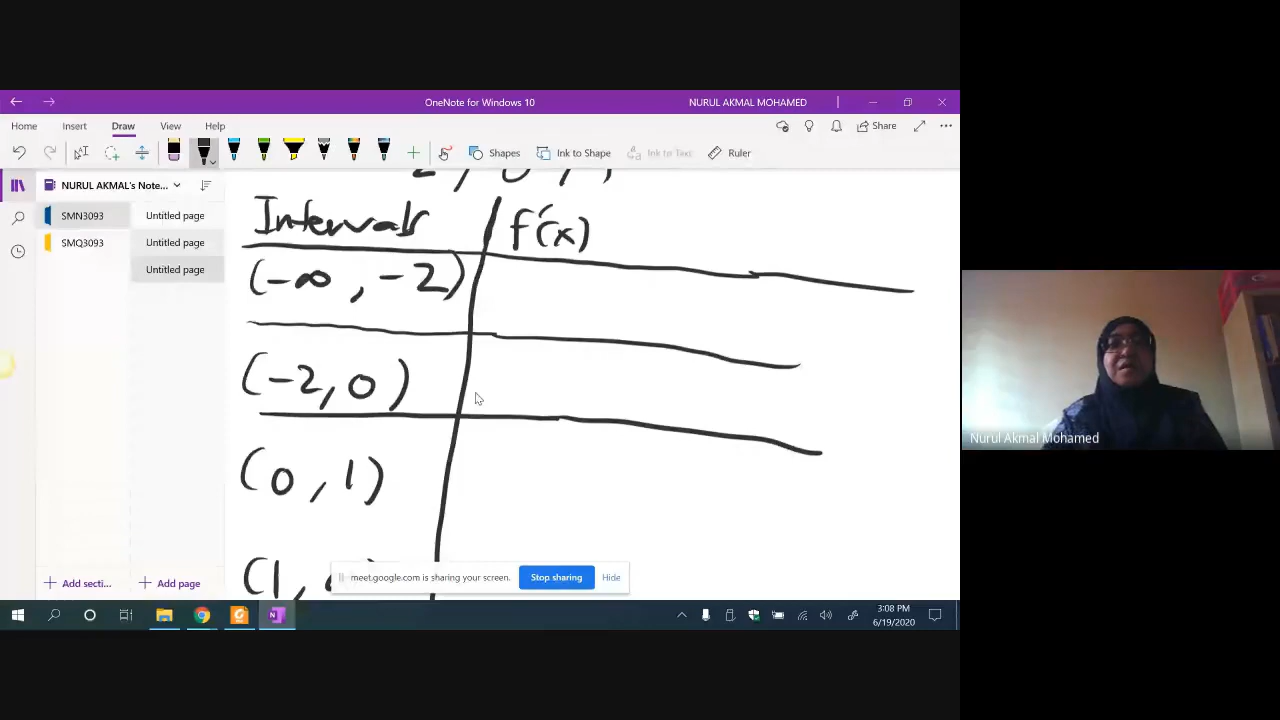 OneNote for Windows 10
NURUL AKMAL MOHAMED
Home Insert Draw View Help
Share
Shapes Ink to Shape Ink to Text Ruler
NURUL AKMAL's Note...
SMN3093 Untitled page
SMQ3093 Untitled page
Untitled page
Intervals f'(x)
(-∞, -2)
(-2, 0)
(0, 1)
(1,
Nurul Akmal Mohamed
meet.google.com is sharing your screen. Stop sharing Hide
Add secti... Add page
3:08 PM
6/19/2020